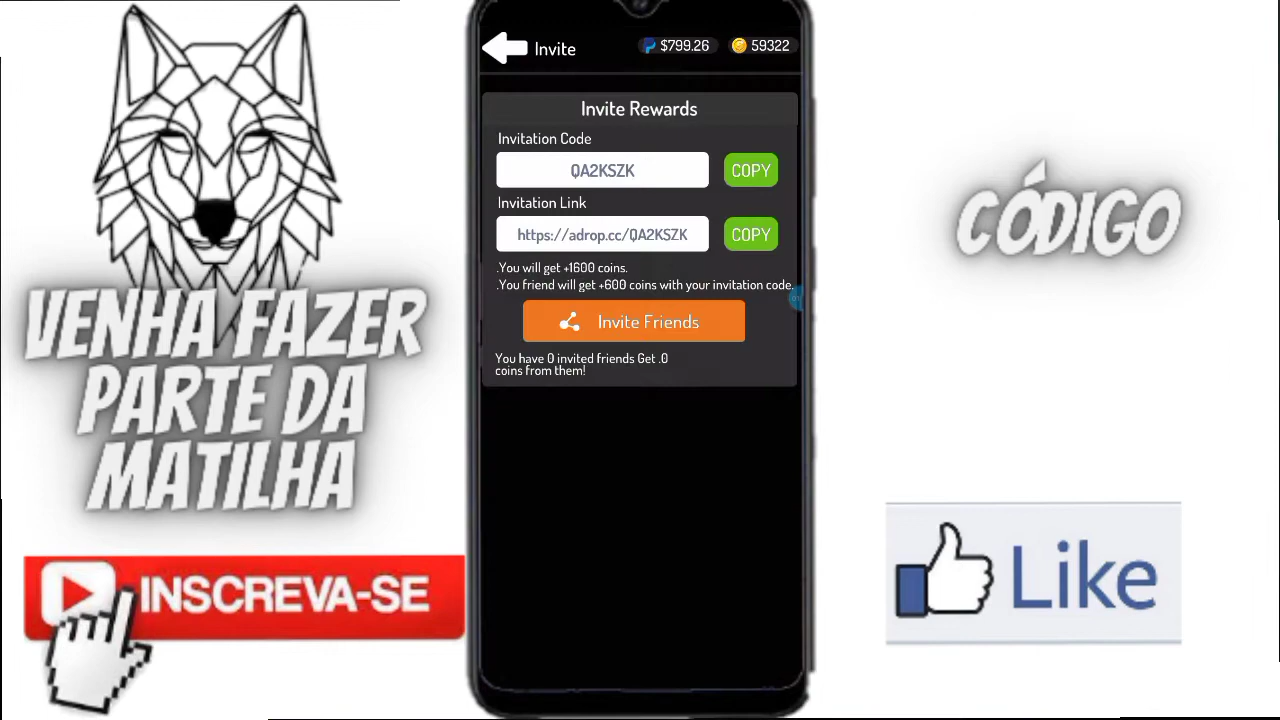 Invite
$799.26
59322
Invite Rewards
Invitation Code
QA2KSZK
COPY
Invitation Link
https://adrop.cc/QA2KSZK
COPY
.You will get +1600 coins.
.You friend will get +600 coins with your invitation code.
Invite Friends
You have 0 invited friends Get .0
coins from them!
VENHA FAZER
PARTE DA
MATILHA
INSCREVA-SE
CÓDIGO
Like